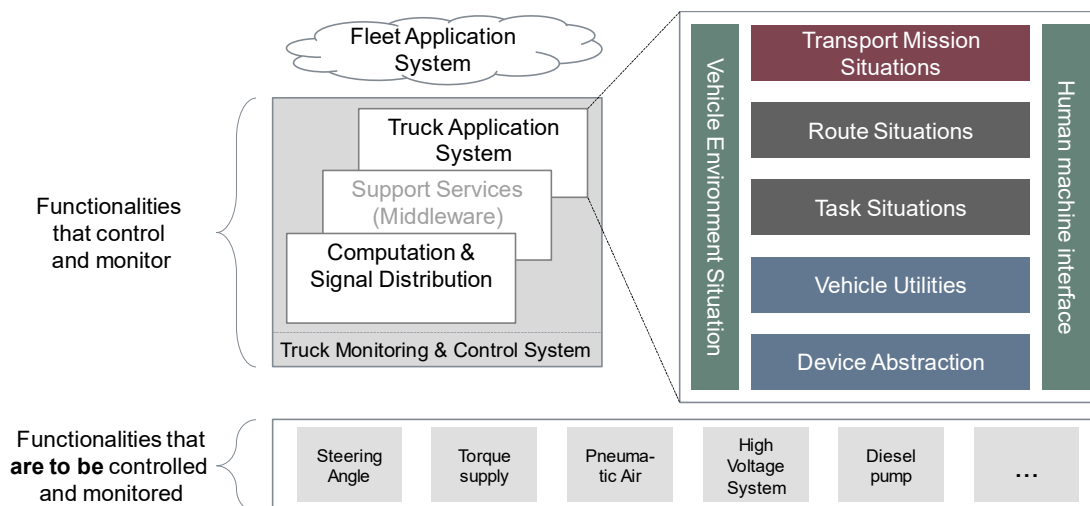 Fleet Application
System
Truck Application
System
Support Services
(Middleware)
Computation &
Signal Distribution
Truck Monitoring & Control System
Functionalities
that control
and monitor
Vehicle Environment Situation
Transport Mission
Situations
Route Situations
Task Situations
Vehicle Utilities
Device Abstraction
Human machine interface
Functionalities that
are to be controlled
and monitored
Steering
Angle
Torque
supply
Pneuma-
tic Air
High
Voltage
System
Diesel
pump
...